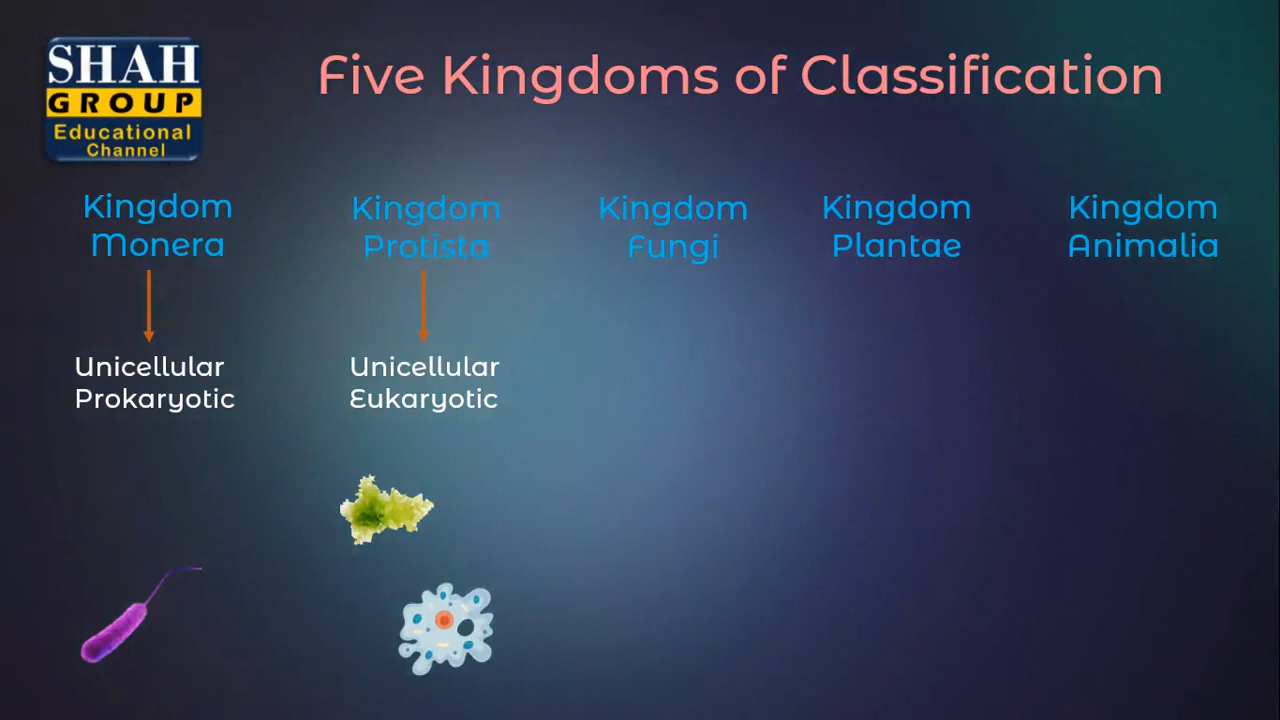 SHAH
GROUP
Educational
Channel
Five Kingdoms of Classification
Kingdom
Monera
Kingdom
Protista
Kingdom
Fungi
Kingdom
Plantae
Kingdom
Animalia
Unicellular
Prokaryotic
Unicellular
Eukaryotic